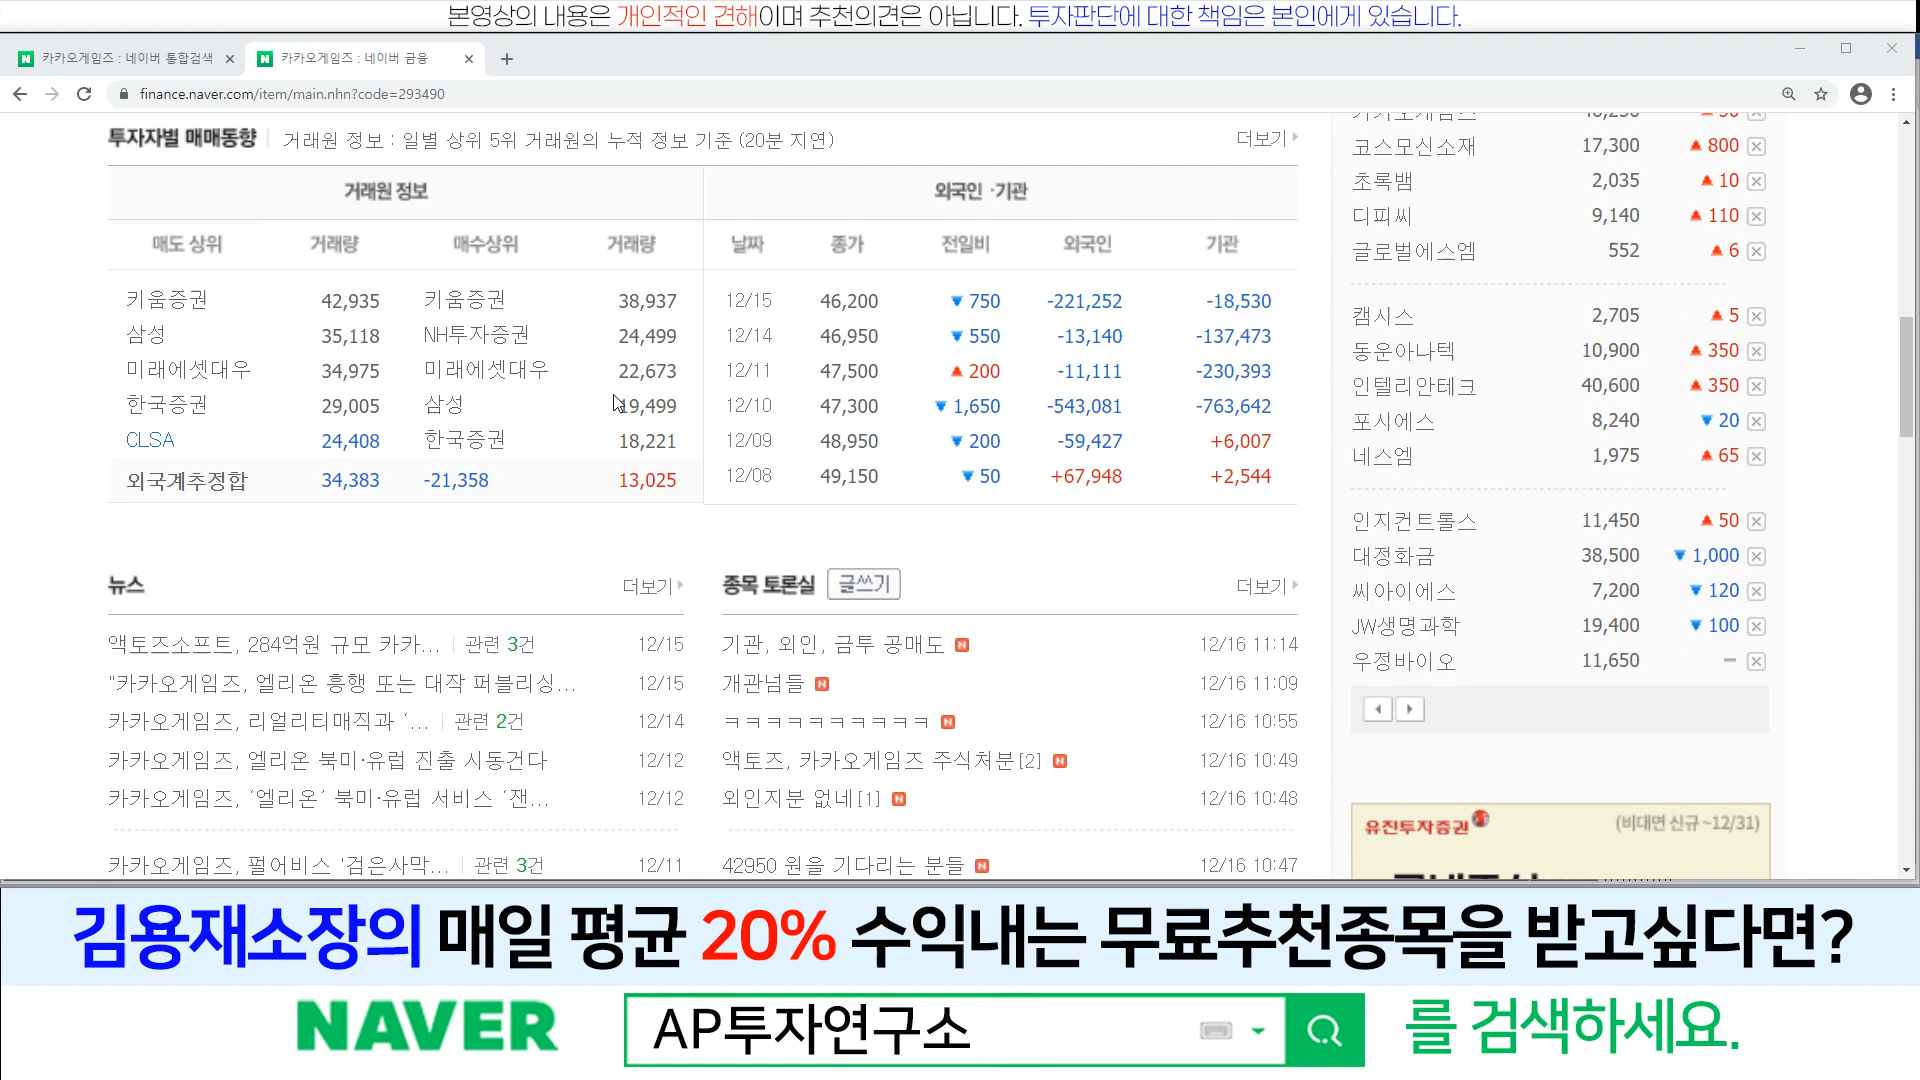 본영상의 내용은 개인적인 견해이며 추천의견은 아닙니다. 투자판단에 대한 책임은 본인에게 있습니다.
카카오게임즈 : 네이버 통합검색
카카오게임즈 : 네이버 금융
finance.naver.com/item/main.nhn?code=293490
투자자별 매매동향 거래원 정보 : 일별 상위 5위 거래원의 누적 정보 기준 (20분 지연) 더보기
거래원 정보 외국인 ·기관
매도 상위 거래량 매수상위 거래량 날짜 종가 전일비 외국인 기관
키움증권 42,935 키움증권 38,937 12/15 46,200 ▼ 750 -221,252 -18,530
삼성 35,118 NH투자증권 24,499 12/14 46,950 ▼ 550 -13,140 -137,473
미래에셋대우 34,975 미래에셋대우 22,673 12/11 47,500 ▲ 200 -11,111 -230,393
한국증권 29,005 삼성 19,499 12/10 47,300 ▼ 1,650 -543,081 -763,642
CLSA 24,408 한국증권 18,221 12/09 48,950 ▼ 200 -59,427 +6,007
외국계추정합 34,383 -21,358 13,025 12/08 49,150 ▼ 50 +67,948 +2,544
뉴스 더보기
액토즈소프트, 284억원 규모 카카... 관련 3건 12/15
"카카오게임즈, 엘리온 흥행 또는 대작 퍼블리싱... 12/15
카카오게임즈, 리얼리티매직과 ‘... 관련 2건 12/14
카카오게임즈, 엘리온 북미·유럽 진출 시동건다 12/12
카카오게임즈, ‘엘리온’ 북미·유럽 서비스 ‘잰... 12/12
카카오게임즈, 펄어비스 '검은사막... 관련 3건 12/11
종목 토론실 글쓰기 더보기
기관, 외인, 금투 공매도 N 12/16 11:14
개관넘들 N 12/16 11:09
ㅋㅋㅋㅋㅋㅋㅋㅋㅋㅋ N 12/16 10:55
액토즈, 카카오게임즈 주식처분[2] N 12/16 10:49
외인지분 없네[1] N 12/16 10:48
42950 원을 기다리는 분들 N 12/16 10:47
코스모신소재 17,300 ▲ 800
초록뱀 2,035 ▲ 10
디피씨 9,140 ▲ 110
글로벌에스엠 552 ▲ 6
캠시스 2,705 ▲ 5
동운아나텍 10,900 ▲ 350
인텔리안테크 40,600 ▲ 350
포시에스 8,240 ▼ 20
네스엠 1,975 ▲ 65
인지컨트롤스 11,450 ▲ 50
대정화금 38,500 ▼ 1,000
씨아이에스 7,200 ▼ 120
JW생명과학 19,400 ▼ 100
우정바이오 11,650 –
유진투자증권 (비대면 신규 ~12/31)
김용재소장의 매일 평균 20% 수익내는 무료추천종목을 받고싶다면?
NAVER AP투자연구소 를 검색하세요.